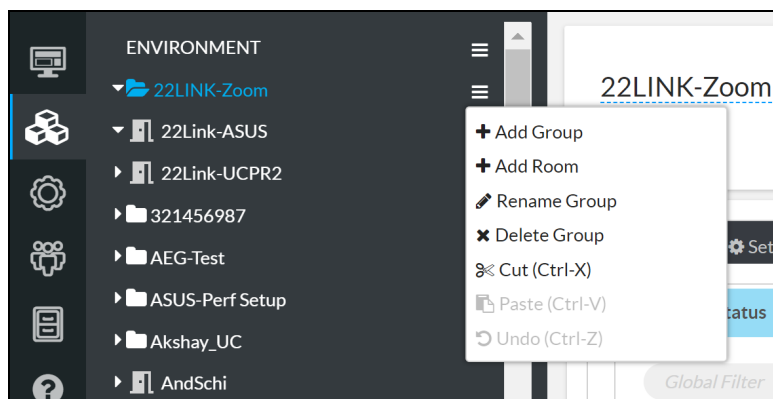 ENVIRONMENT
22LINK-Zoom
22Link-ASUS
22Link-UCPR2
321456987
AEG-Test
ASUS-Perf Setup
Akshay_UC
AndSchi
Add Group
Add Room
Rename Group
Delete Group
Cut (Ctrl-X)
Paste (Ctrl-V)
Undo (Ctrl-Z)
22LINK-Zoom
Set
tatus
Global Filter